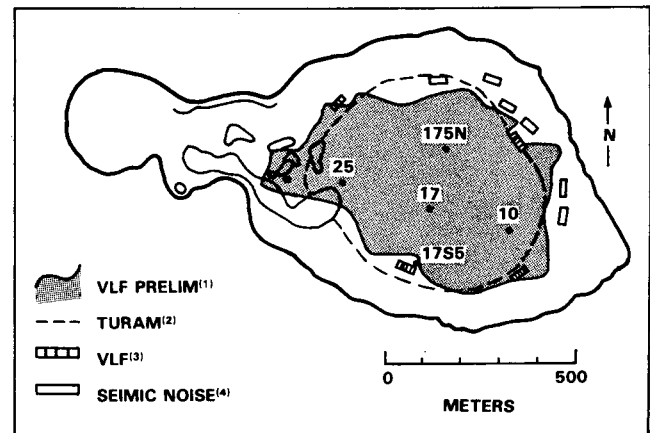 N
175N
25
17
10
17S5
VLF PRELIM(1)
TURAM(2)
VLF(3)
SEIMIC NOISE(4)
0 500
METERS